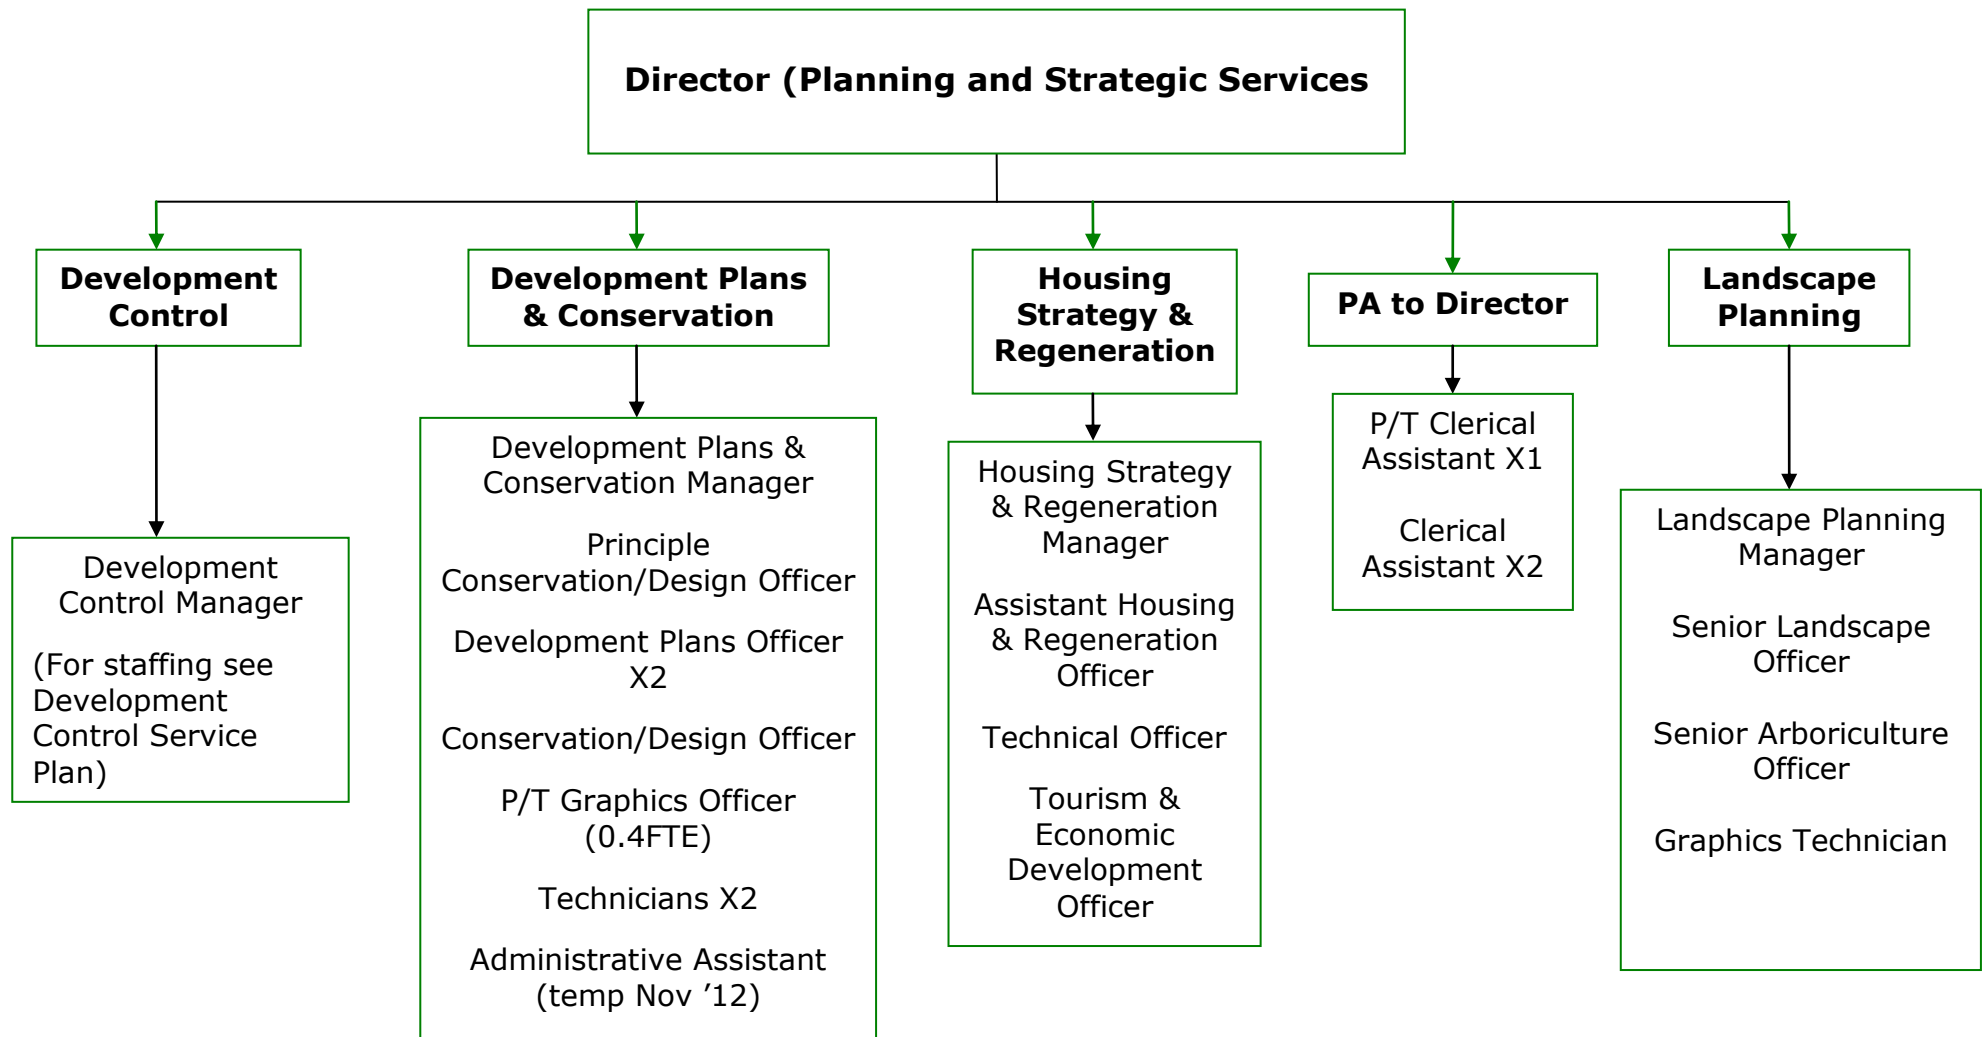 Director (Planning and Strategic Services
Development
Control
Development Plans
& Conservation
Housing
Strategy &
Regeneration
PA to Director
Landscape
Planning
Development
Control Manager
(For staffing see
Development
Control Service
Plan)
Development Plans &
Conservation Manager
Principle
Conservation/Design Officer
Development Plans Officer
X2
Conservation/Design Officer
P/T Graphics Officer
(0.4FTE)
Technicians X2
Administrative Assistant
(temp Nov ’12)
Housing Strategy
& Regeneration
Manager
Assistant Housing
& Regeneration
Officer
Technical Officer
Tourism &
Economic
Development
Officer
P/T Clerical
Assistant X1
Clerical
Assistant X2
Landscape Planning
Manager
Senior Landscape
Officer
Senior Arboriculture
Officer
Graphics Technician